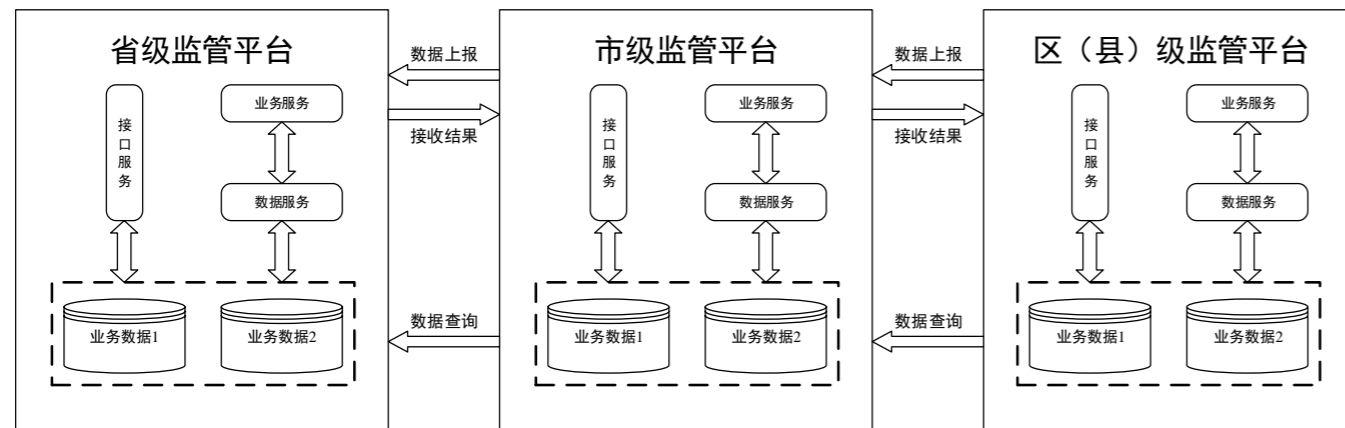 省级监管平台
接口服务
业务服务
数据服务
业务数据1
业务数据2
数据上报
接收结果
数据查询
市级监管平台
接口服务
业务服务
数据服务
业务数据1
业务数据2
数据上报
接收结果
数据查询
区（县）级监管平台
接口服务
业务服务
数据服务
业务数据1
业务数据2